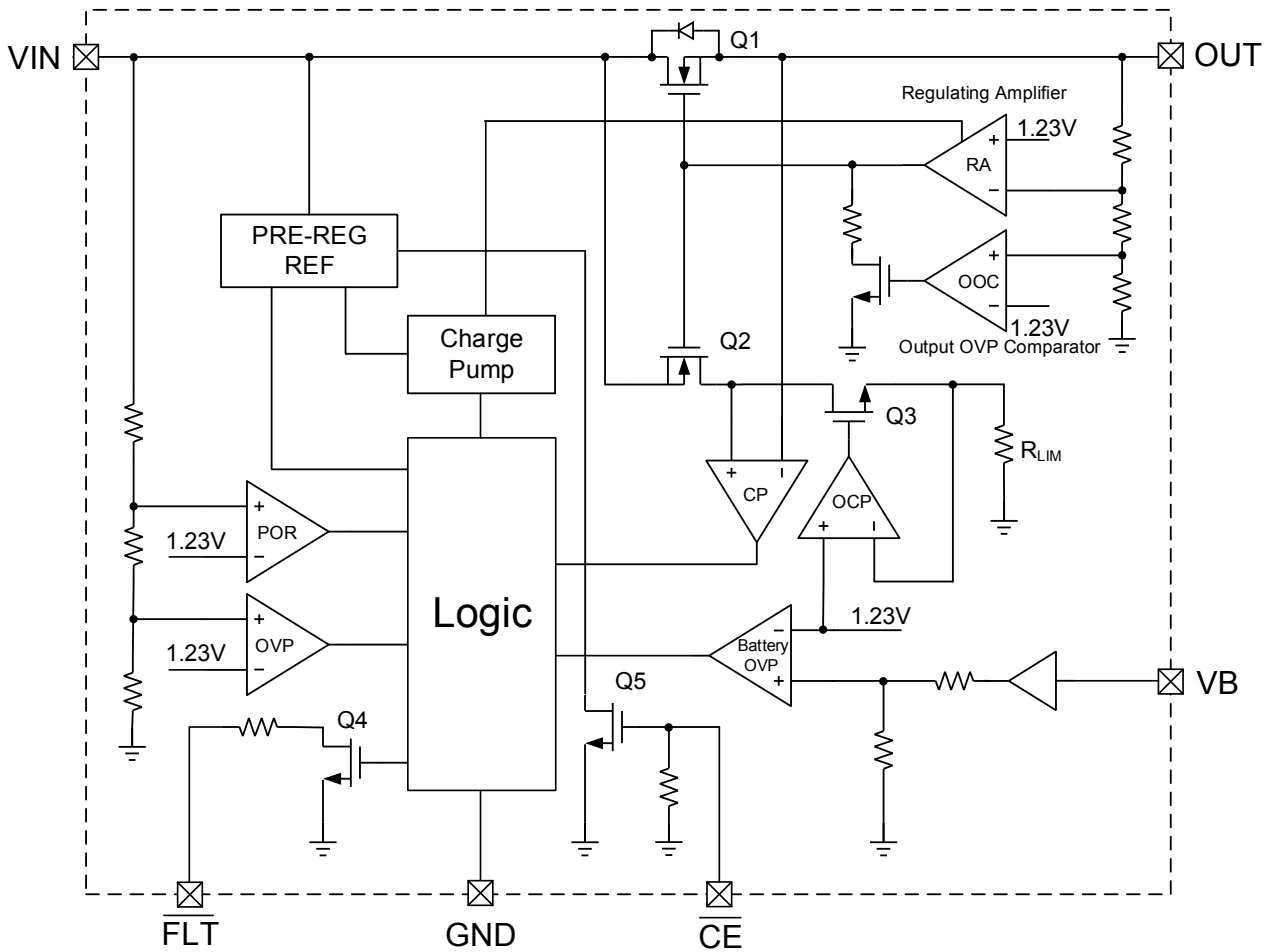 VIN
Q1
OUT
Regulating Amplifier
+
1.23V
RA
−
PRE-REG
REF
+
OOC
−
1.23V
Output OVP Comparator
Charge
Pump
Q2
Q3
RLIM
+
−
CP
OCP
+
−
+
POR
1.23V
−
Logic
+
OVP
1.23V
−
−
1.23V
Battery
OVP
+
VB
Q5
Q4
FLT
GND
CE